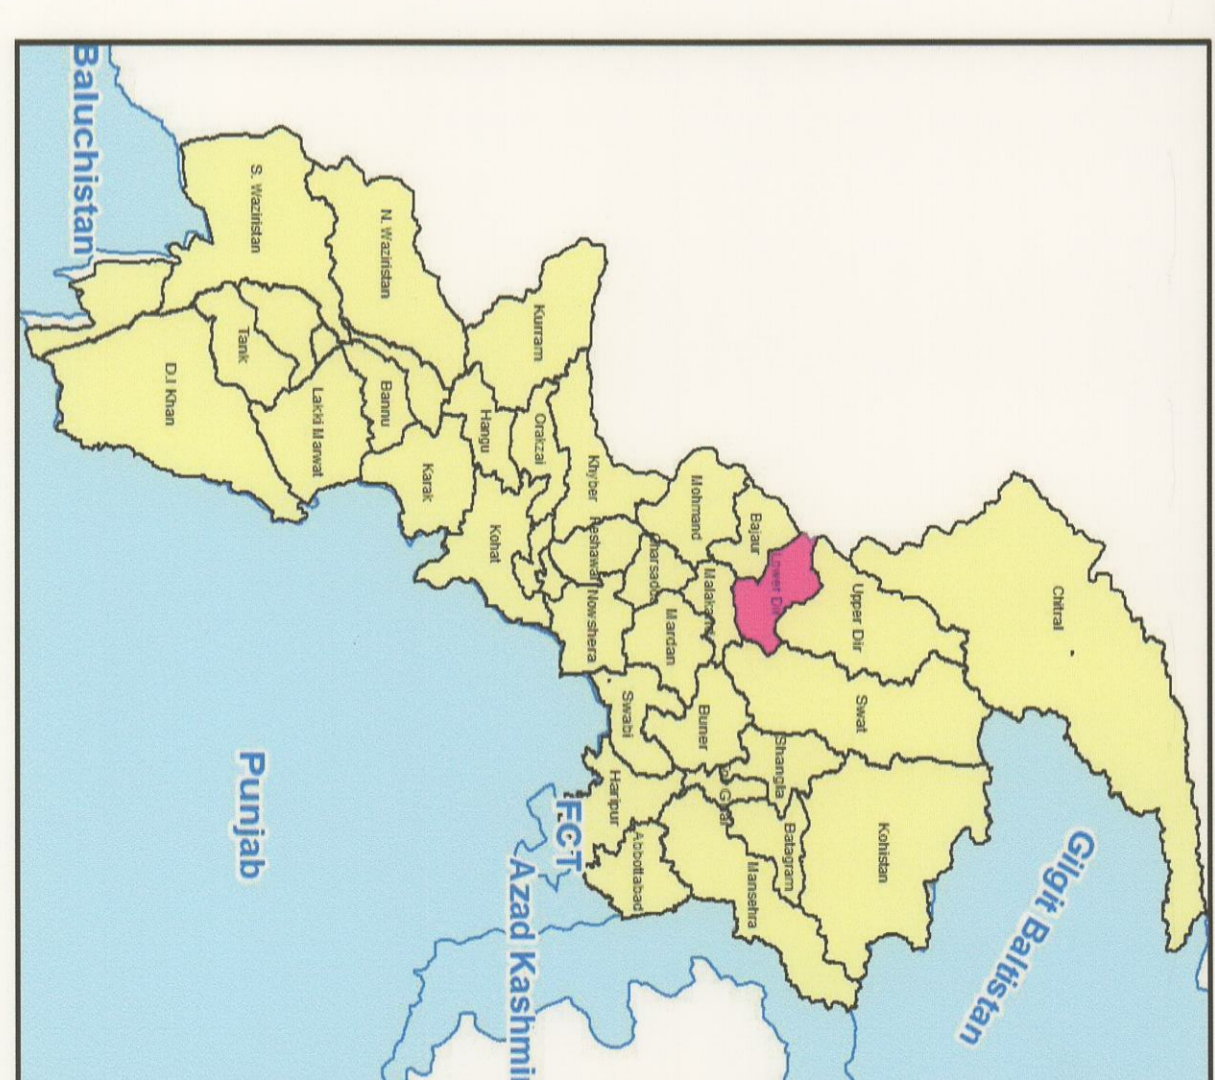 Chitral
Upper Dir
Swat
Kohistan
Gilgit Baltistan
Bajaur
Lower Dir
Mohmand
Malakand
Shangla
Batagram
Mansehra
Buner
Charsadda
Mardan
Swabi
Haripur
Abbottabad
Khyber
Peshawar
Nowshera
FCT
Azad Kashmir
Kurram
Orakzai
Hangu
Kohat
Karak
N. Waziristan
Bannu
Lakki Marwat
S. Waziristan
Tank
D.I Khan
Baluchistan
Punjab